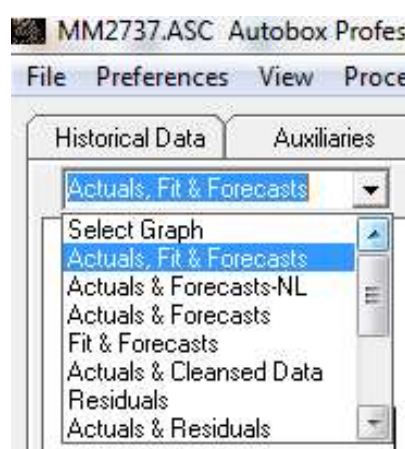 MM2737.ASC Autobox Profes
File Preferences View Proce
Historical Data Auxiliaries
Actuals, Fit & Forecasts
Select Graph
Actuals, Fit & Forecasts
Actuals & Forecasts-NL
Actuals & Forecasts
Fit & Forecasts
Actuals & Cleansed Data
Residuals
Actuals & Residuals